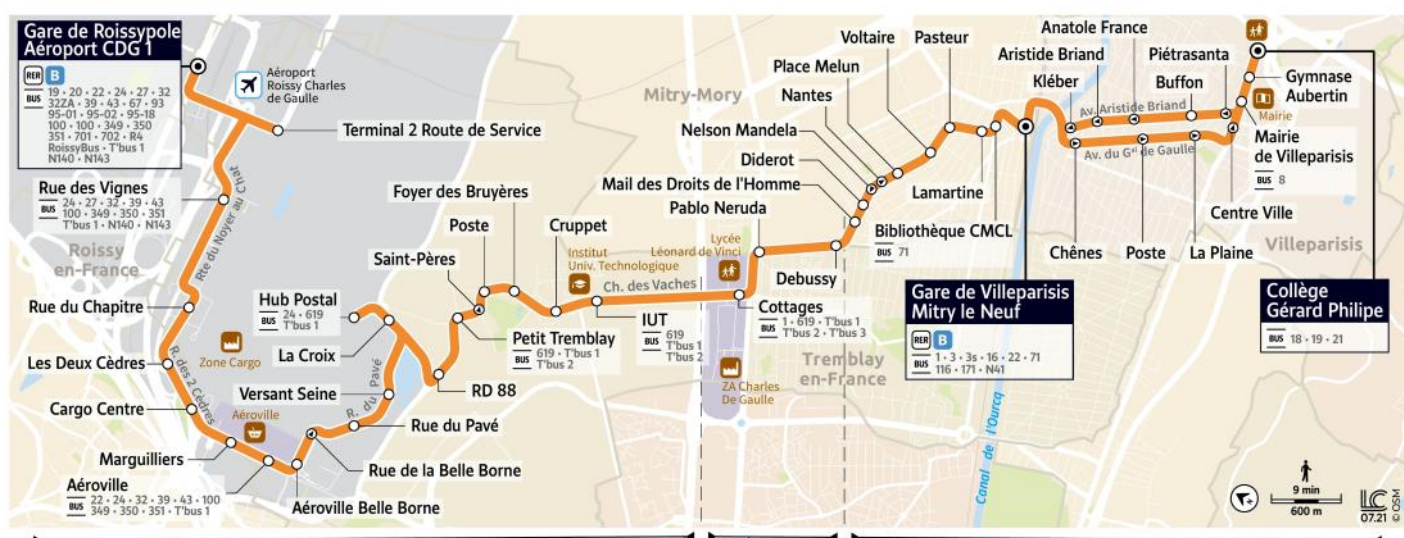 Gare de Roissypole
Aéroport CDG 1
RER B
BUS
19 • 20 • 22 • 24 • 27 • 32
32ZA • 39 • 43 • 67 • 93
95-01 • 95-02 • 95-18
100 • 100 • 349 • 350
351 • 701 • 702 • R4
RoissyBus • T'bus 1
N140 • N143
Aéroport
Roissy Charles
de Gaulle
Terminal 2 Route de Service
Rue des Vignes
BUS
24 • 27 • 32 • 39 • 43
100 • 349 • 350 • 351
T'bus 1 • N140 • N143
Rte du Noyer au Chat
Roissy
en-France
Rue du Chapitre
Les Deux Cèdres
Zone Cargo
R. des 2 Cèdres
Cargo Centre
Aéroville
Marguilliers
Aéroville
BUS
22 • 24 • 32 • 39 • 43 • 100
349 • 350 • 351 • T'bus 1
Aéroville Belle Borne
Rue de la Belle Borne
Rue du Pavé
R. du Pavé
Versant Seine
La Croix
Hub Postal
BUS
24 • 619
T'bus 1
RD 88
Petit Tremblay
BUS
619 • T'bus 1
T'bus 2
Saint-Pères
Poste
Foyer des Bruyères
Cruppet
Institut
Univ. Technologique
Ch. des Vaches
IUT
BUS
619
T'bus 1
T'bus 2
Lycée
Léonard de Vinci
Cottages
BUS
1 • 619 • T'bus 1
T'bus 2 • T'bus 3
ZA Charles
De Gaulle
Tremblay
en-France
Mitry-Mory
Pablo Neruda
Debussy
Mail des Droits de l'Homme
Diderot
Nelson Mandela
Nantes
Place Melun
Voltaire
Pasteur
Lamartine
Bibliothèque CMCL
BUS
71
Gare de Villeparisis
Mitry le Neuf
RER B
BUS
1 • 3 • 3s • 16 • 22 • 71
116 • 171 • N41
Canal de l'Ourcq
Kléber
Aristide Briand
Anatole France
Buffon
Piétrasanta
Av. Aristide Briand
Av. du Gal de Gaulle
Chênes
Poste
La Plaine
Centre Ville
Mairie
Mairie
de Villeparisis
BUS
8
Gymnase
Aubertin
Villeparisis
Collège
Gérard Philipe
BUS
18 • 19 • 21
9 min
600 m
LC
07.21
© OSM